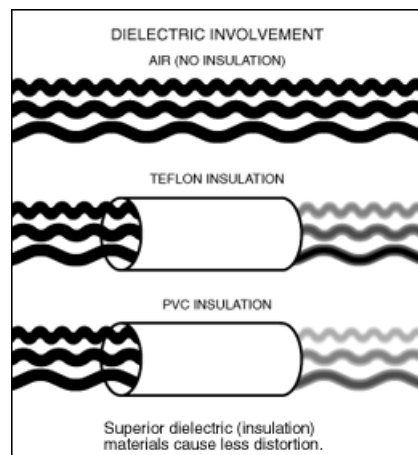 DIELECTRIC INVOLVEMENT
AIR (NO INSULATION)
TEFLON INSULATION
PVC INSULATION
Superior dielectric (insulation)
materials cause less distortion.